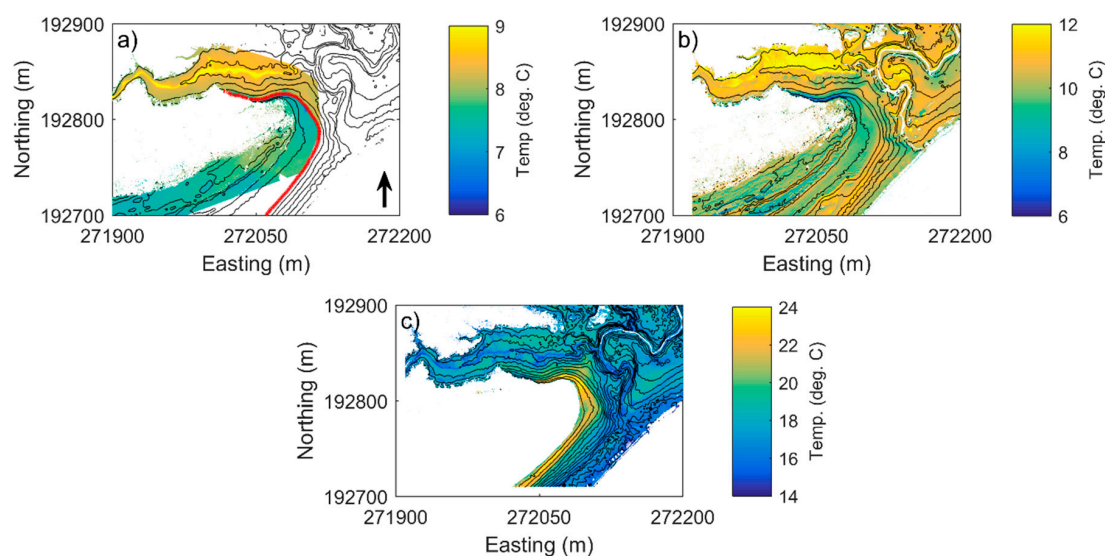 a)
192900
192800
192700
Northing (m)
271900
272050
272200
Easting (m)
9
8
7
6
Temp (deg. C)
b)
192900
192800
192700
Northing (m)
271900
272050
272200
Easting (m)
12
10
8
6
Temp. (deg. C)
c)
192900
192800
192700
Northing (m)
271900
272050
272200
Easting (m)
24
22
20
18
16
14
Temp. (deg. C)